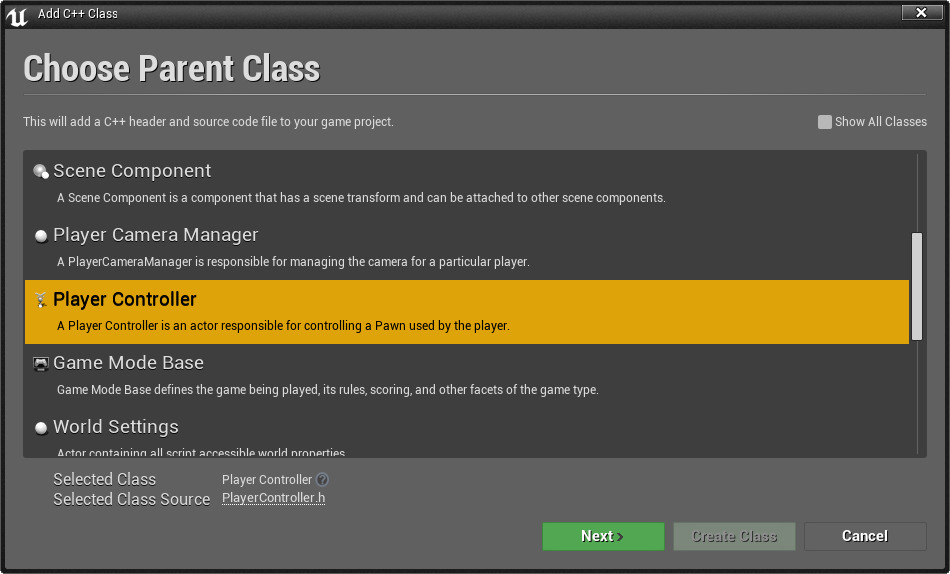 Add C++ Class
Choose Parent Class
This will add a C++ header and source code file to your game project.
Show All Classes
Scene Component
A Scene Component is a component that has a scene transform and can be attached to other scene components.
Player Camera Manager
A PlayerCameraManager is responsible for managing the camera for a particular player.
Player Controller
A Player Controller is an actor responsible for controlling a Pawn used by the player.
Game Mode Base
Game Mode Base defines the game being played, its rules, scoring, and other facets of the game type.
World Settings
Actor containing all script accessible world properties.
Selected Class Player Controller ?
Selected Class Source PlayerController.h
Next >
Create Class
Cancel